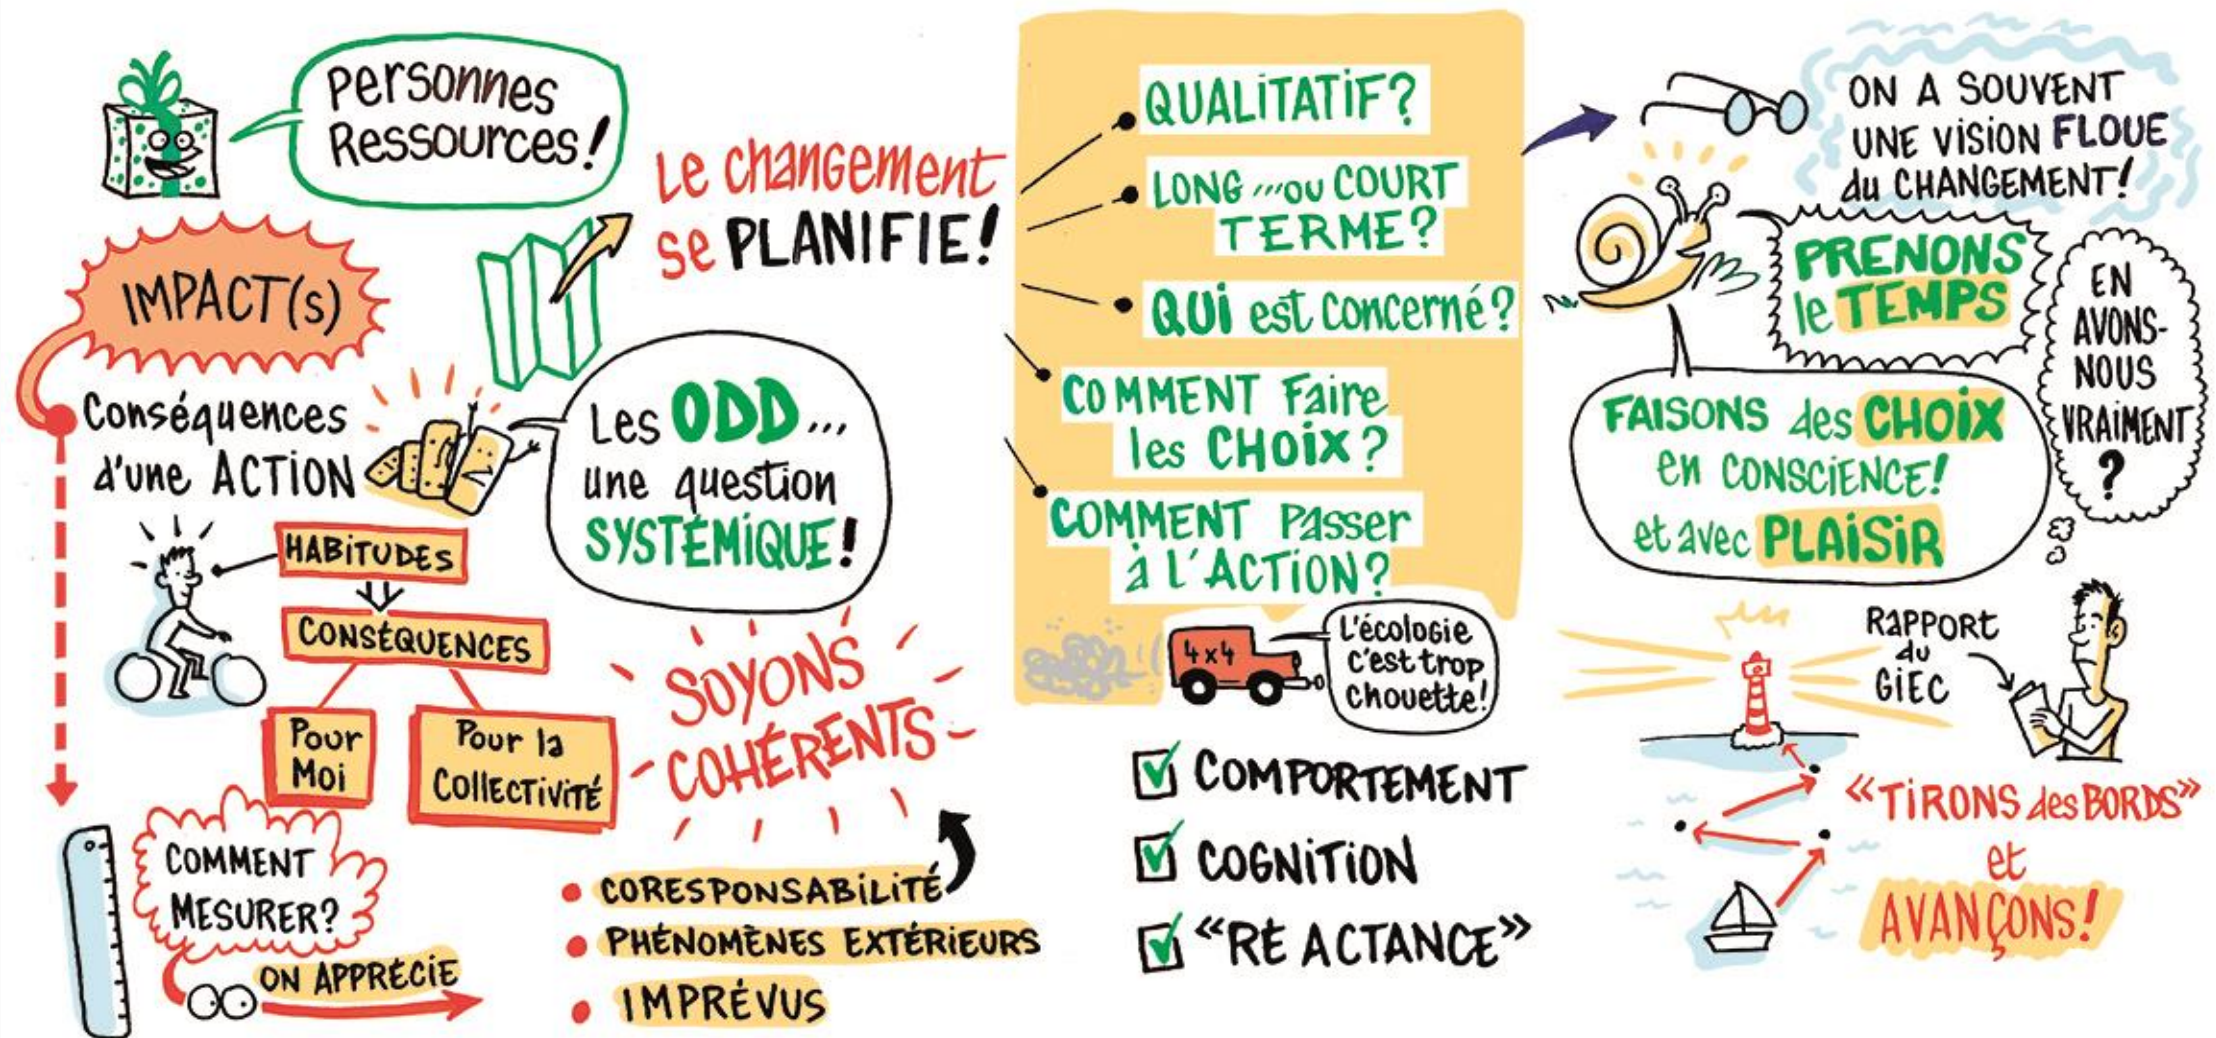 Personnes
Ressources!
Le changement
se PLANIFIE!
IMPACT(s)
Conséquences
d'une ACTION
Les ODD...
une question
SYSTÉMIQUE!
HABITUDES
CONSÉQUENCES
Pour
Moi
Pour la
Collectivité
SOYONS
COHÉRENTS
COMMENT
MESURER?
ON APPRÉCIE
CORESPONSABILITÉ
PHÉNOMÈNES EXTÉRIEURS
IMPRÉVUS
QUALITATIF?
LONG ...OU COURT
TERME?
QUI est concerné?
COMMENT Faire
les CHOIX?
COMMENT Passer
à L'ACTION?
4x4
L'écologie
c'est trop
chouette!
COMPORTEMENT
COGNITION
"RÉACTANCE"
ON A SOUVENT
UNE VISION FLOUE
du CHANGEMENT!
PRENONS
le TEMPS
EN
AVONS-
NOUS
VRAIMENT
?
FAISONS des CHOIX
en CONSCIENCE!
et avec PLAISIR
RAPPORT
du
GIEC
«TIRONS des BORDS»
et
AVANÇONS!